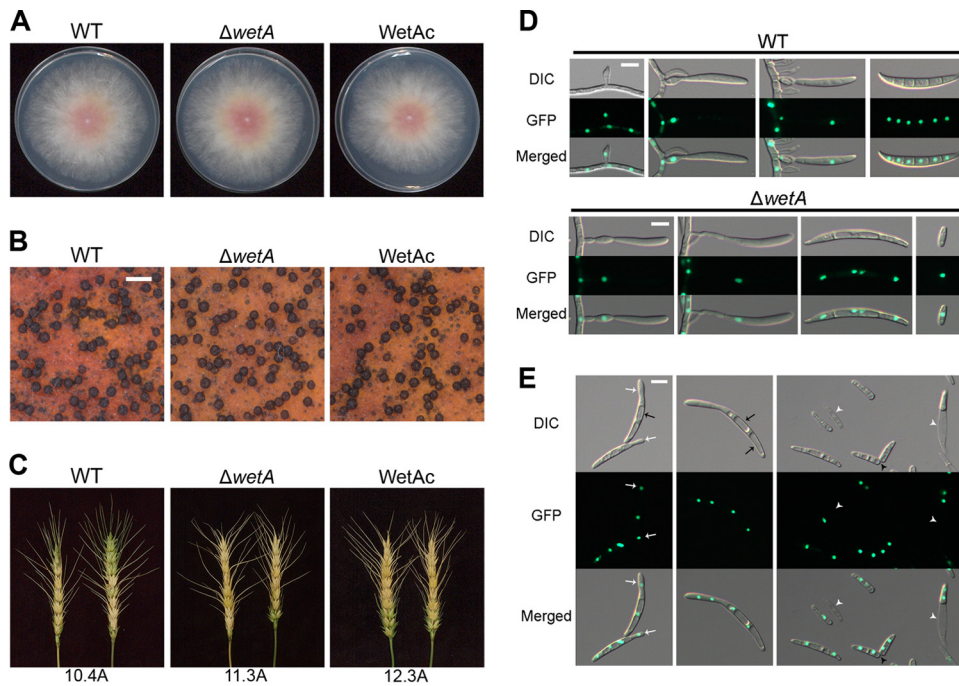 A
WT
ΔwetA
WetAc
B
WT
ΔwetA
WetAc
C
WT
ΔwetA
WetAc
10.4A
11.3A
12.3A
D
WT
DIC
GFP
Merged
ΔwetA
DIC
GFP
Merged
E
DIC
GFP
Merged